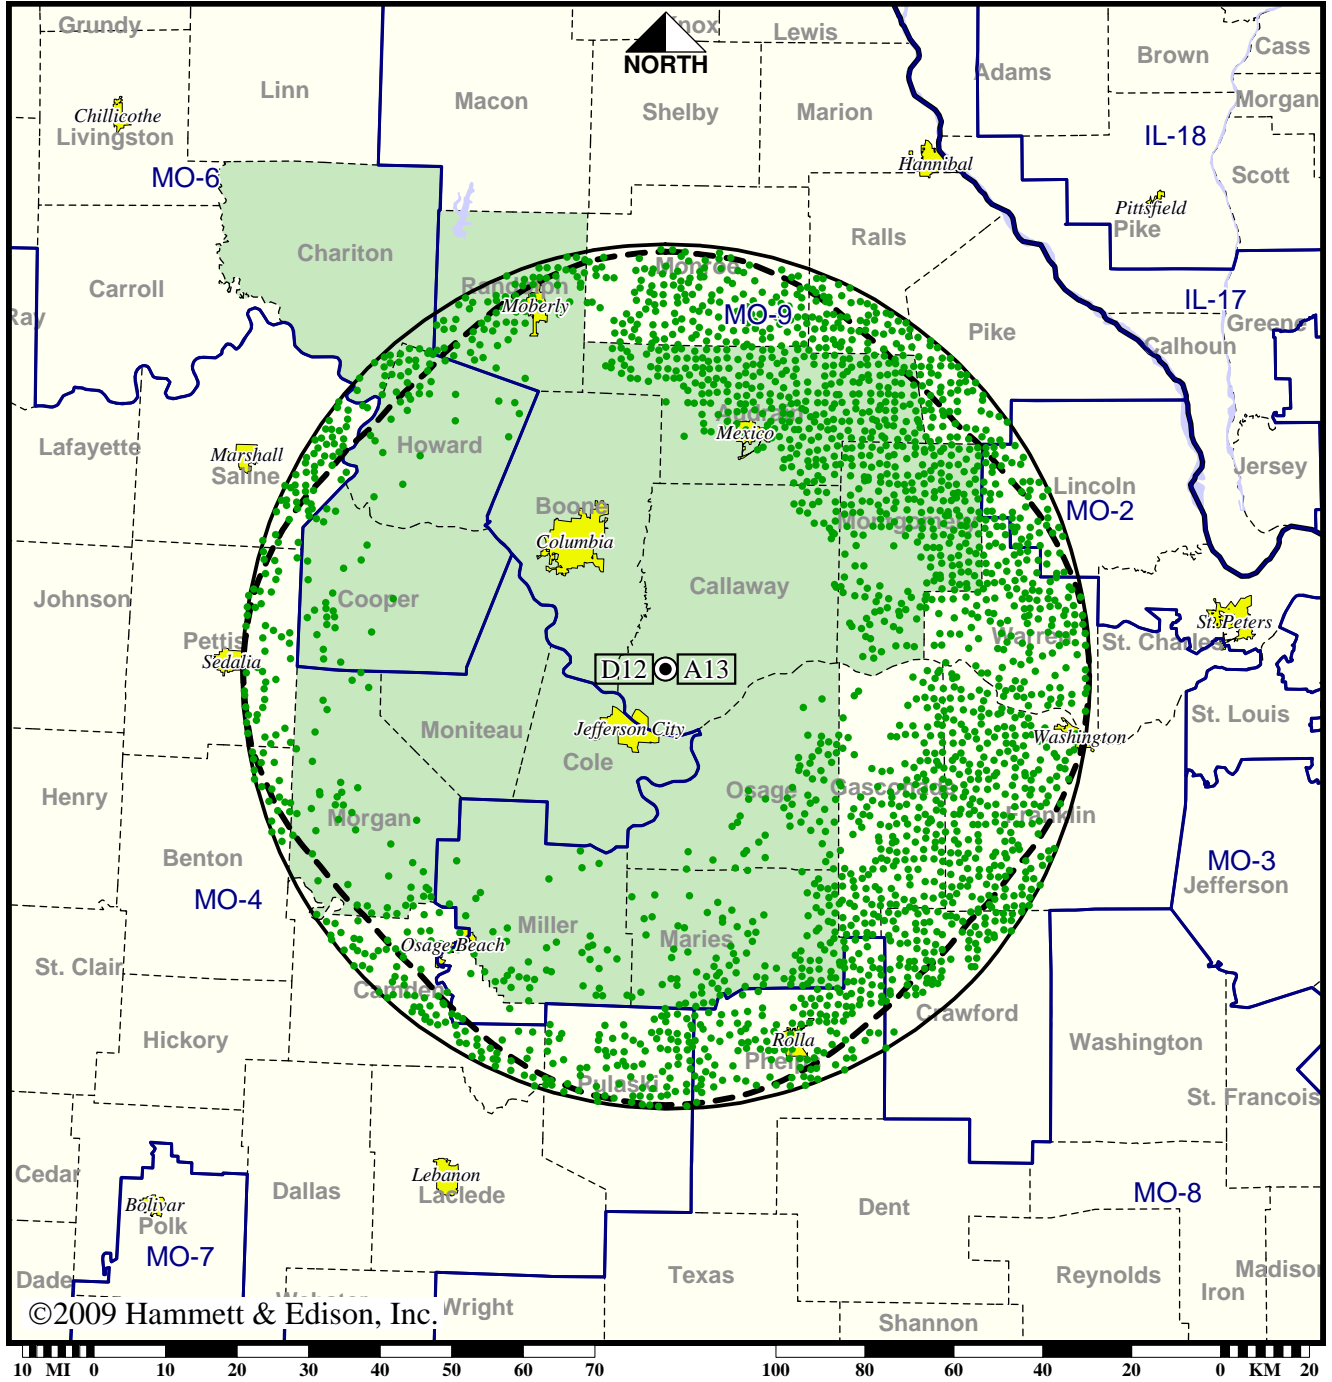 Grundy
Knox
Lewis
Cass
Brown
NORTH
Adams
Linn
Macon
Shelby
Marion
Morgan
Chillicothe
Livingston
IL-18
Hannibal
MO-6
Scott
Pittsfield
Pike
Ralls
Chariton
Monroe
Carroll
Randolph
Moberly
IL-17
MO-9
Ray
Greene
Pike
Calhoun
Audrain
Mexico
Lafayette
Howard
Marshall
Saline
Jersey
Lincoln
MO-2
Boone
Montgomery
Columbia
Callaway
Johnson
Cooper
St. Peters
Pettis
Warren
St. Charles
Sedalia
D12
A13
St. Louis
Moniteau
Jefferson City
Washington
Cole
Henry
Osage
Gasconade
Morgan
Franklin
Benton
MO-3
Jefferson
MO-4
Miller
Maries
Osage Beach
St. Clair
Camden
Crawford
Hickory
Rolla
Washington
Phelps
Pulaski
St. Francois
Cedar
Lebanon
Dallas
Laclede
MO-8
Bolivar
Dent
Polk
MO-7
Dade
Texas
Reynolds
Madison
Iron
Webster
Wright
©2009 Hammett & Edison, Inc.
Shannon
10 MI 0 10 20 30 40 50 60 70 100 80 60 40 20 0 KM 20